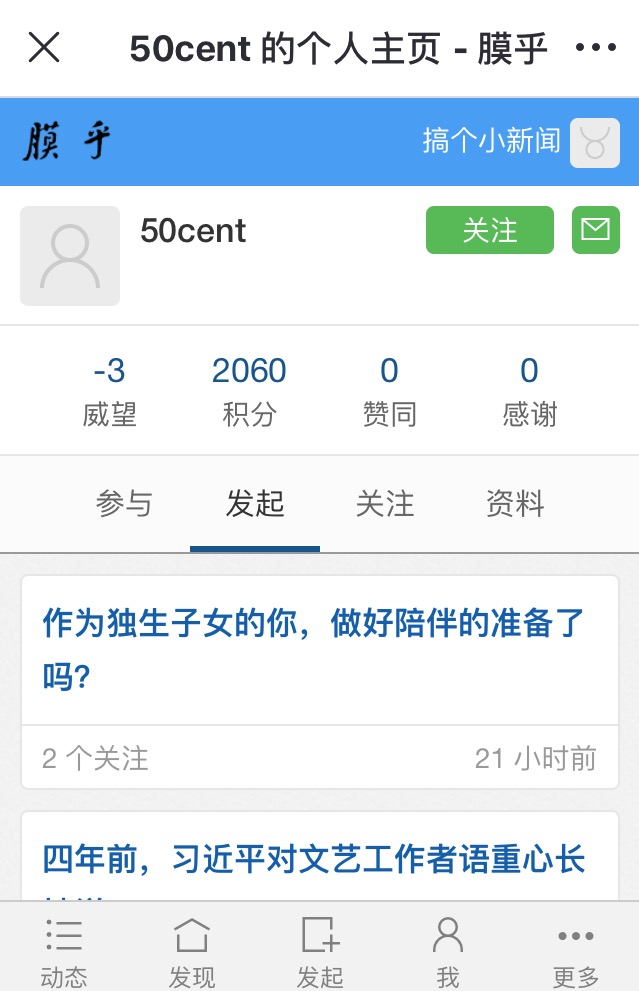 50cent 的个人主页 - 膜乎
膜乎
搞个小新闻
50cent
关注
-3 2060 0 0
威望 积分 赞同 感谢
参与 发起 关注 资料
作为独生子女的你，做好陪伴的准备了
吗?
2 个关注 21 小时前
四年前，习近平对文艺工作者语重心长
动态 发现 发起 我 更多